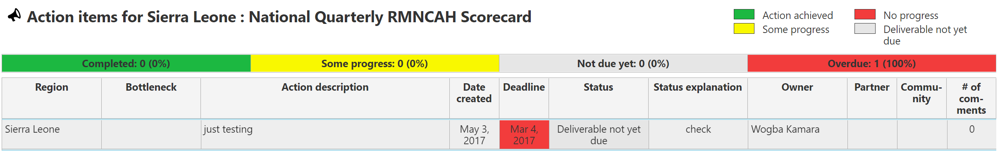 Action items for Sierra Leone : National Quarterly RMNCAH Scorecard
Action achieved
No progress
Some progress
Deliverable not yet
due
Completed: 0 (0%)
Some progress: 0 (0%)
Not due yet: 0 (0%)
Overdue: 1 (100%)
Region
Bottleneck
Action description
Date
created
Deadline
Status
Status explanation
Owner
Partner
Commu-
nity
# of
com-
ments
Sierra Leone
just testing
May 3,
2017
Mar 4,
2017
Deliverable not yet
due
check
Wogba Kamara
0